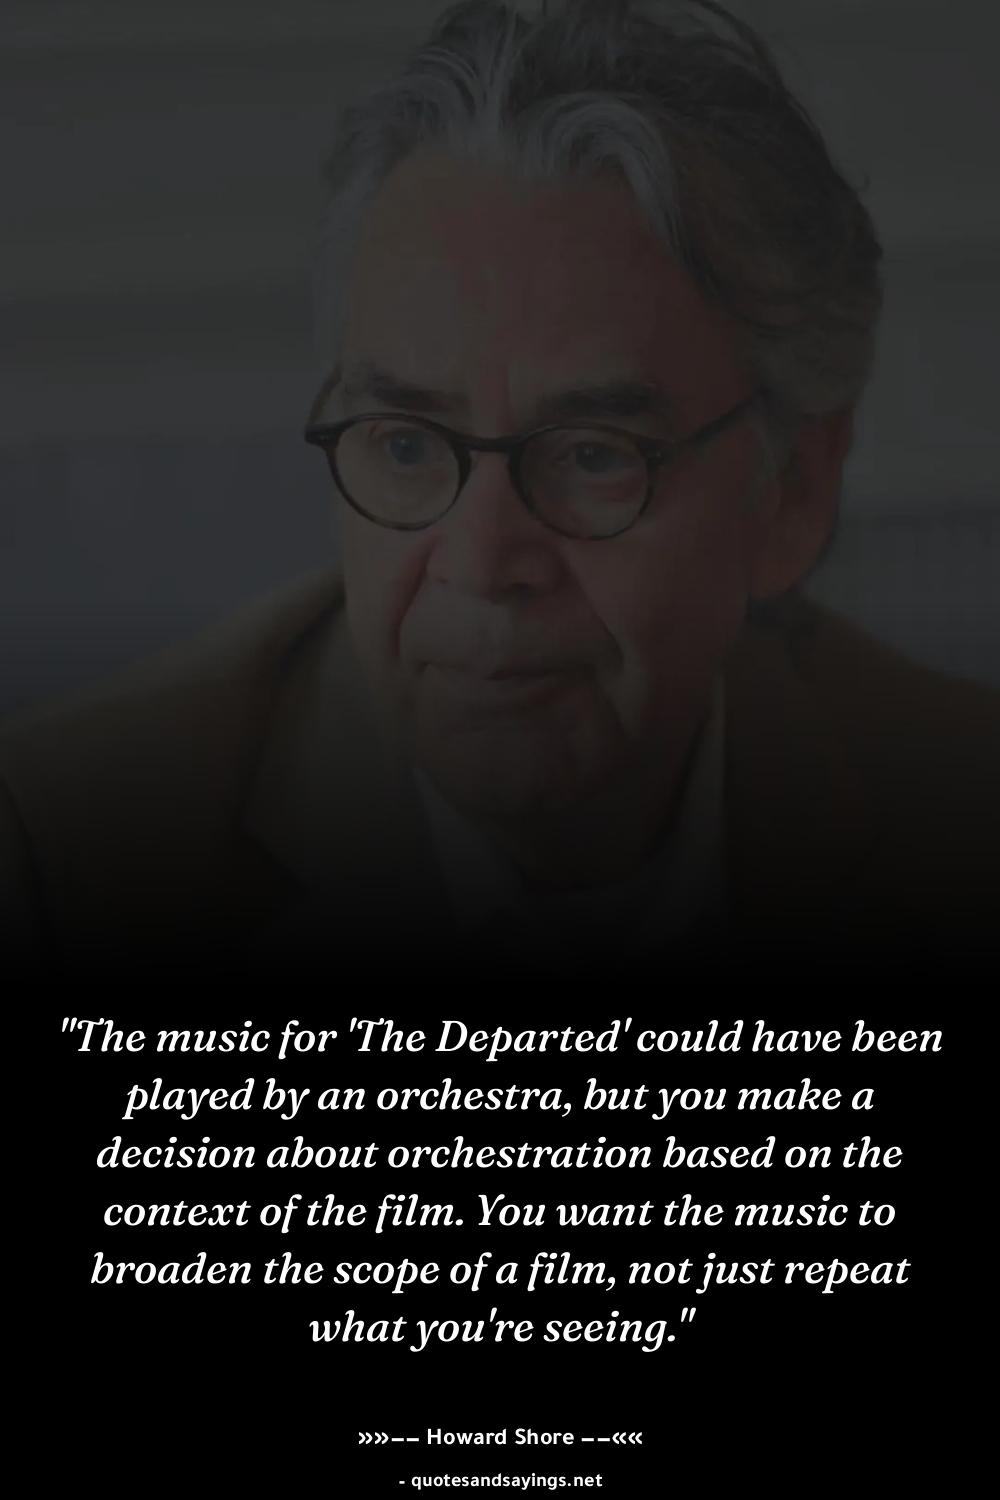 "The music for 'The Departed' could have been
played by an orchestra, but you make a
decision about orchestration based on the
context of the film. You want the music to
broaden the scope of a film, not just repeat
what you're seeing."
»»−− Howard Shore −−««
- quotesandsayings.net